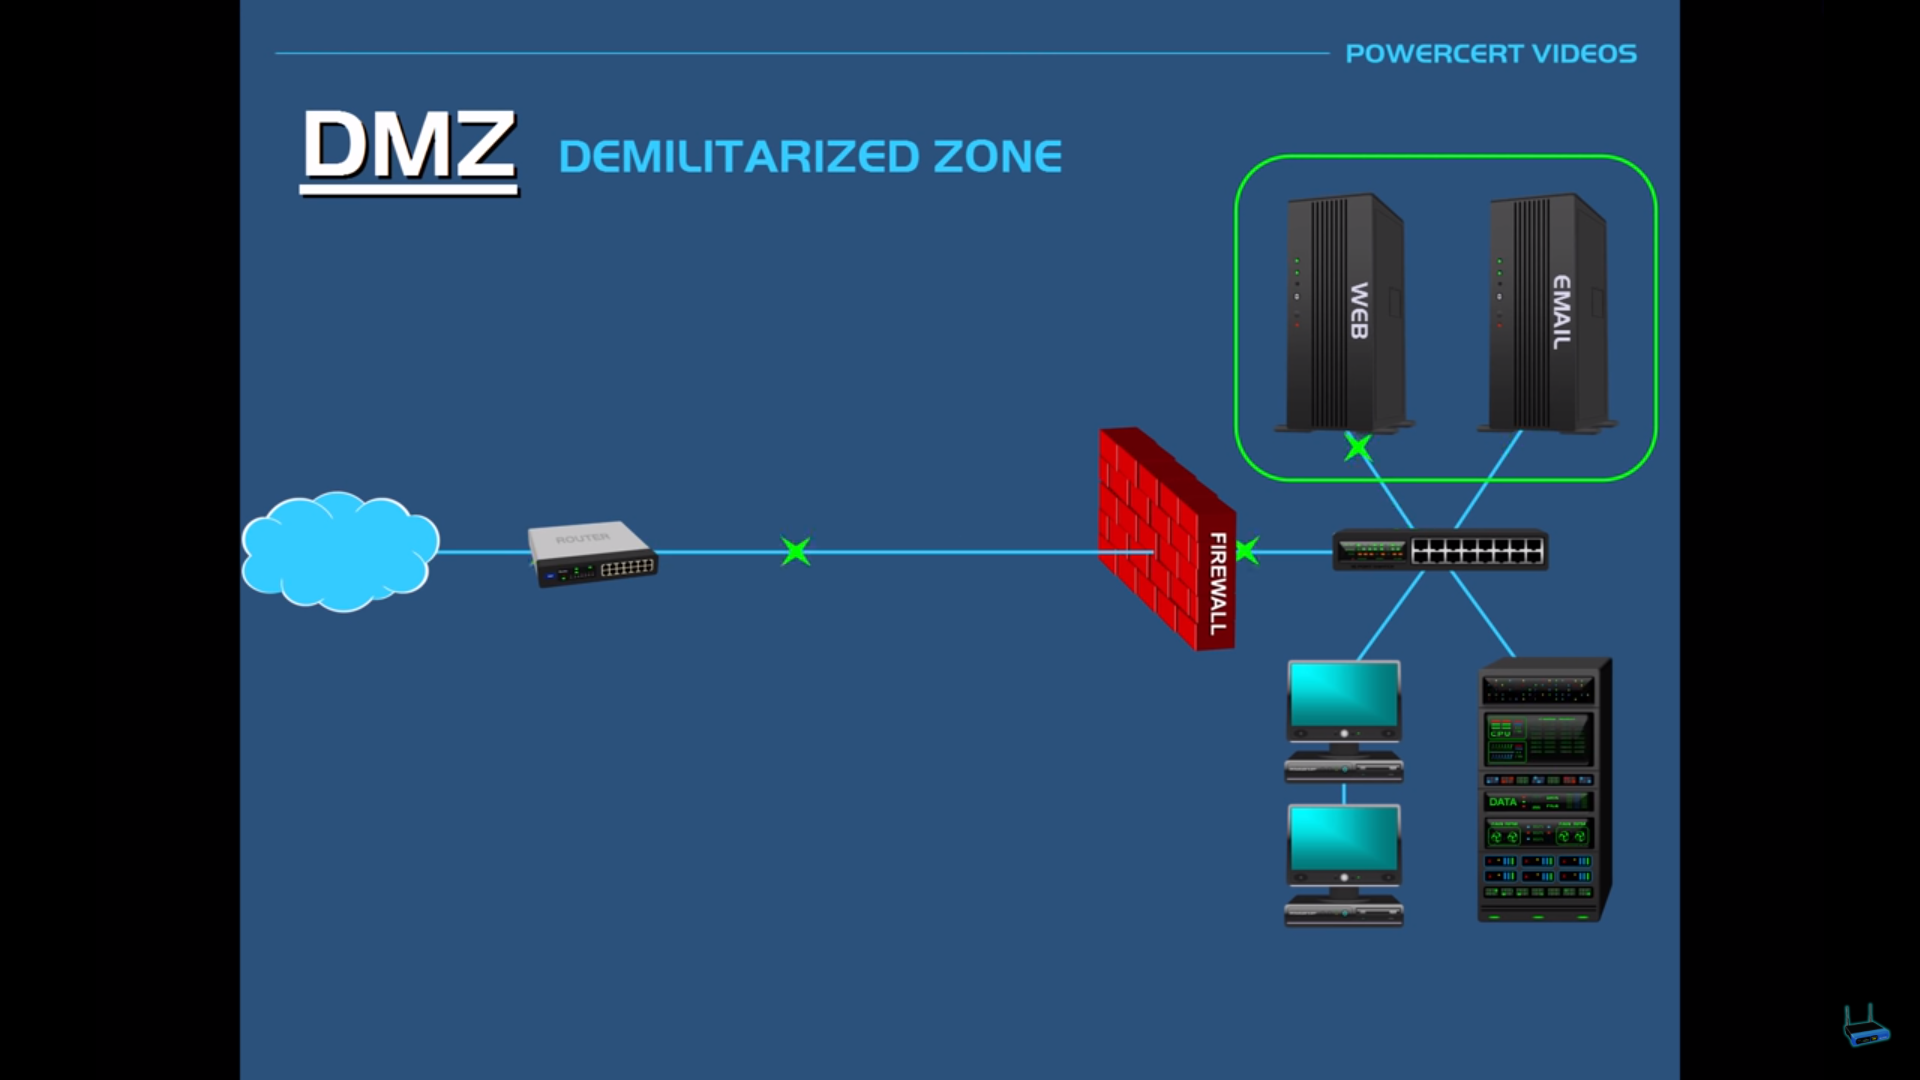 POWERCERT VIDEOS
DMZ
DEMILITARIZED ZONE
WEB
EMAIL
ROUTER
FIREWALL
CPU
DATA